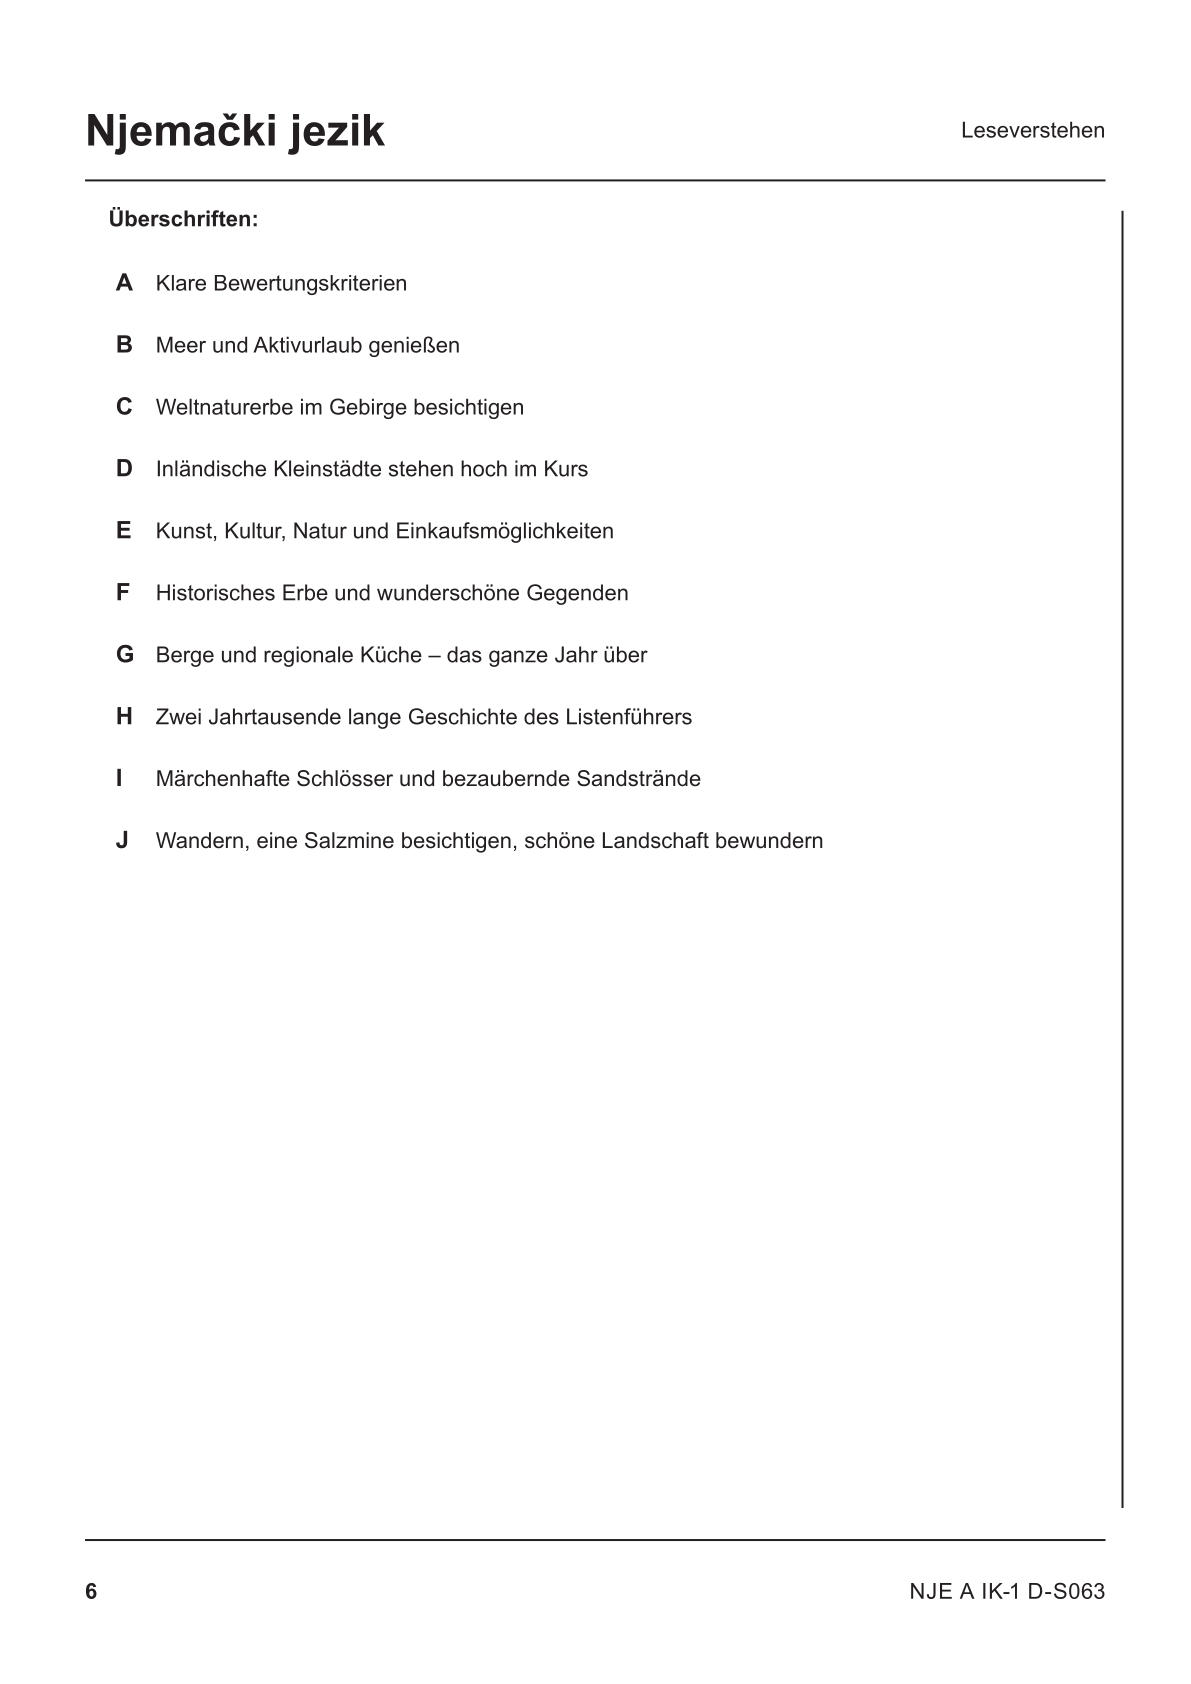 Njemački jezik
Leseverstehen
Überschriften:
A Klare Bewertungskriterien
B Meer und Aktivurlaub genießen
C Weltnaturerbe im Gebirge besichtigen
D Inländische Kleinstädte stehen hoch im Kurs
E Kunst, Kultur, Natur und Einkaufsmöglichkeiten
F Historisches Erbe und wunderschöne Gegenden
G Berge und regionale Küche – das ganze Jahr über
H Zwei Jahrtausende lange Geschichte des Listenführers
I Märchenhafte Schlösser und bezaubernde Sandstrände
J Wandern, eine Salzmine besichtigen, schöne Landschaft bewundern
6
NJE A IK-1 D-S063